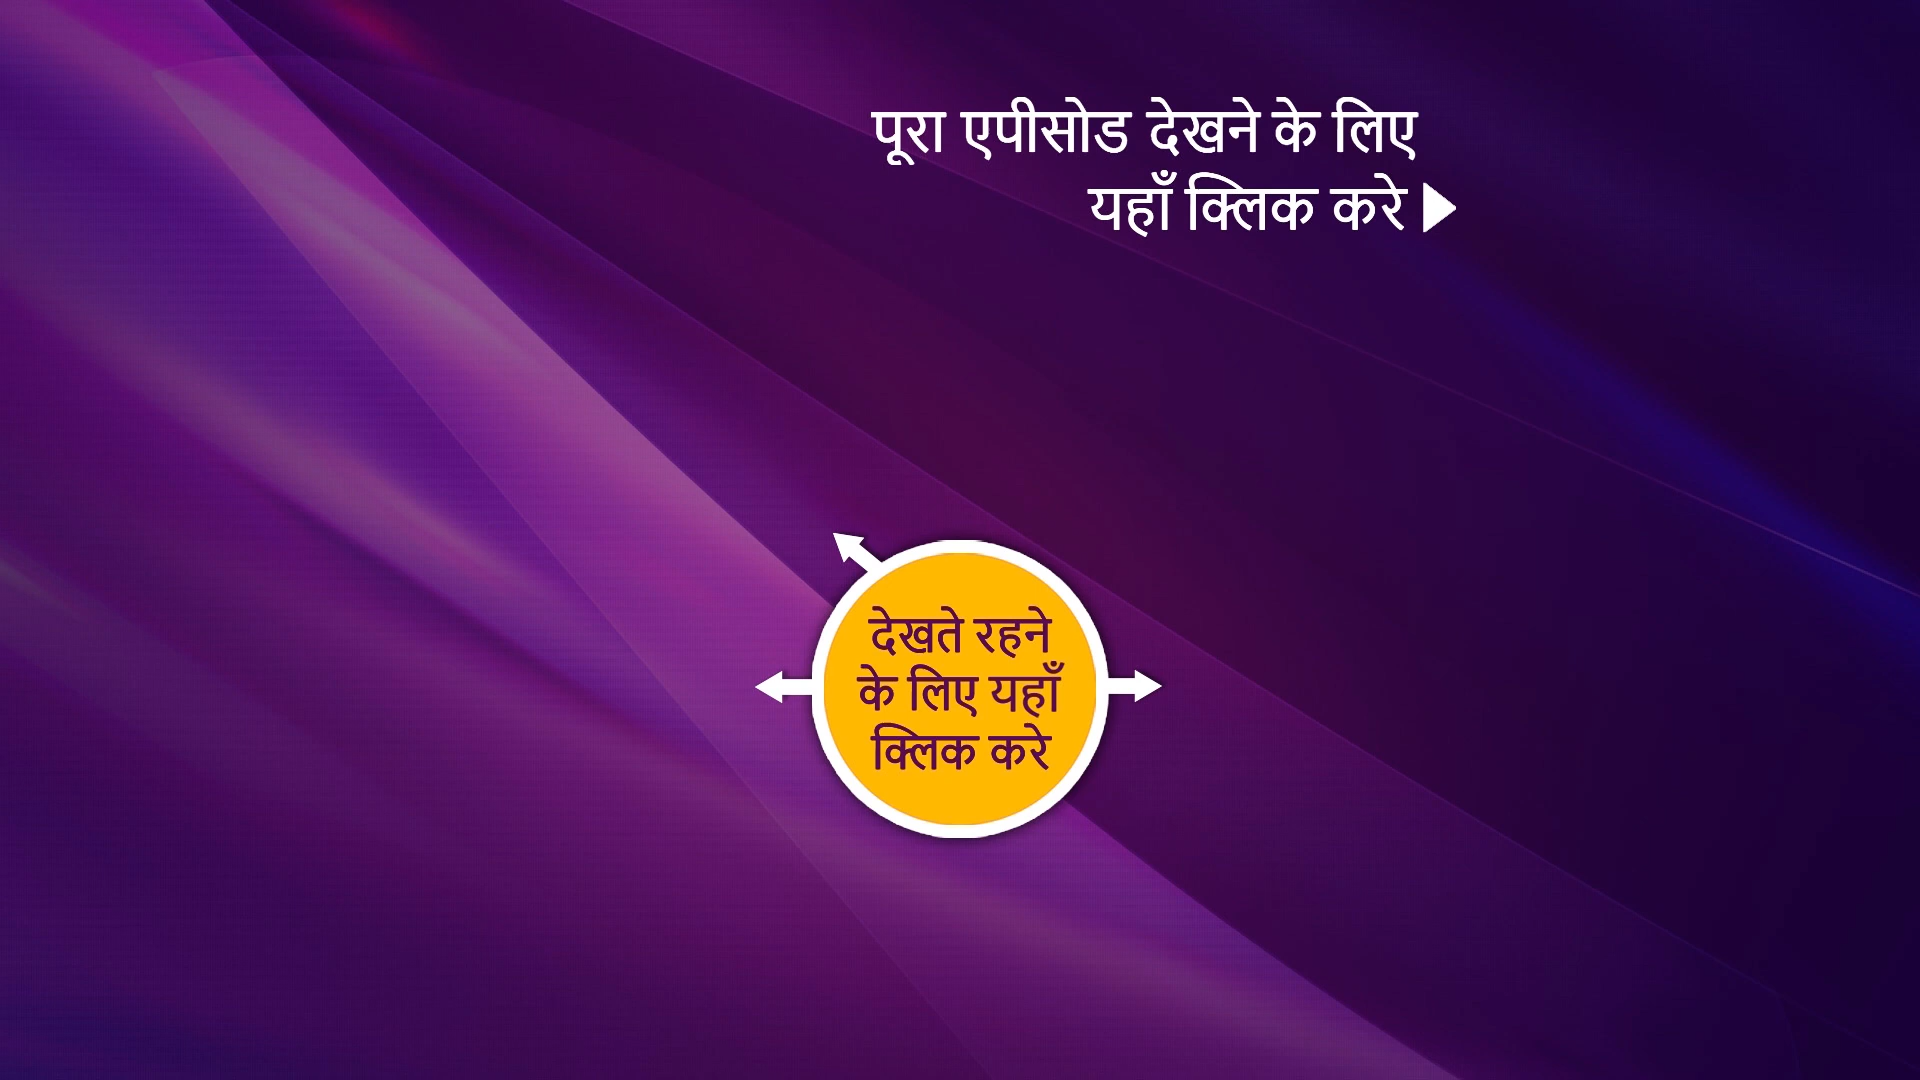 पूरा एपीसोड देखने के लिए
यहाँ क्लिक करे
देखते रहने
के लिए यहाँ
क्लिक करे